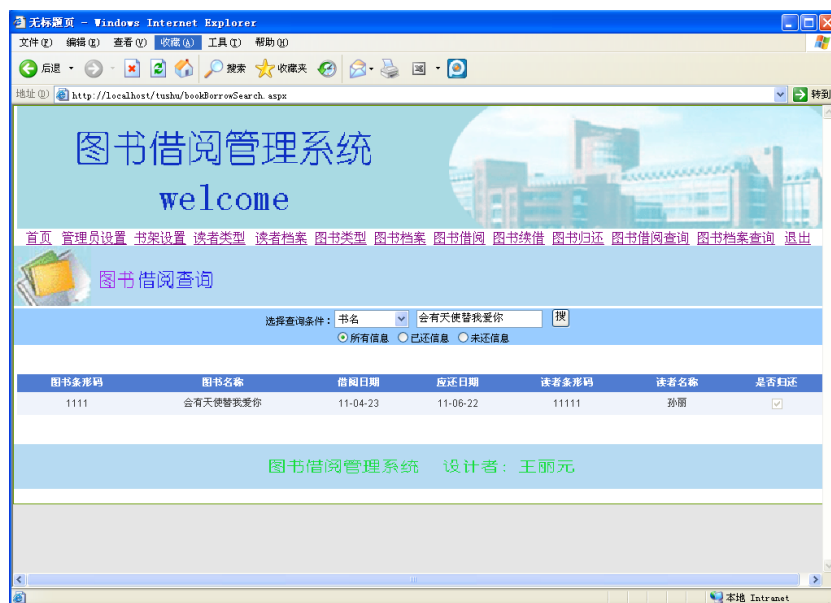 无标题页 - Windows Internet Explorer
文件(F) 编辑(E) 查看(V) 收藏(A) 工具(T) 帮助(H)
后退 搜索 收藏夹
地址(D) http://localhost/tushu/bookBorrowSearch.aspx 转到
图书借阅管理系统
welcome
首页 管理员设置 书架设置 读者类型 读者档案 图书类型 图书档案 图书借阅 图书续借 图书归还 图书借阅查询 图书档案查询 退出
图书借阅查询
选择查询条件: 书名 会有天使替我爱你 搜
所有信息 已还信息 未还信息
图书条形码 图书名称 借阅日期 应还日期 读者条形码 读者名称 是否归还
1111 会有天使替我爱你 11-04-23 11-06-22 11111 孙丽
图书借阅管理系统 设计者: 王丽元
本地 Intranet